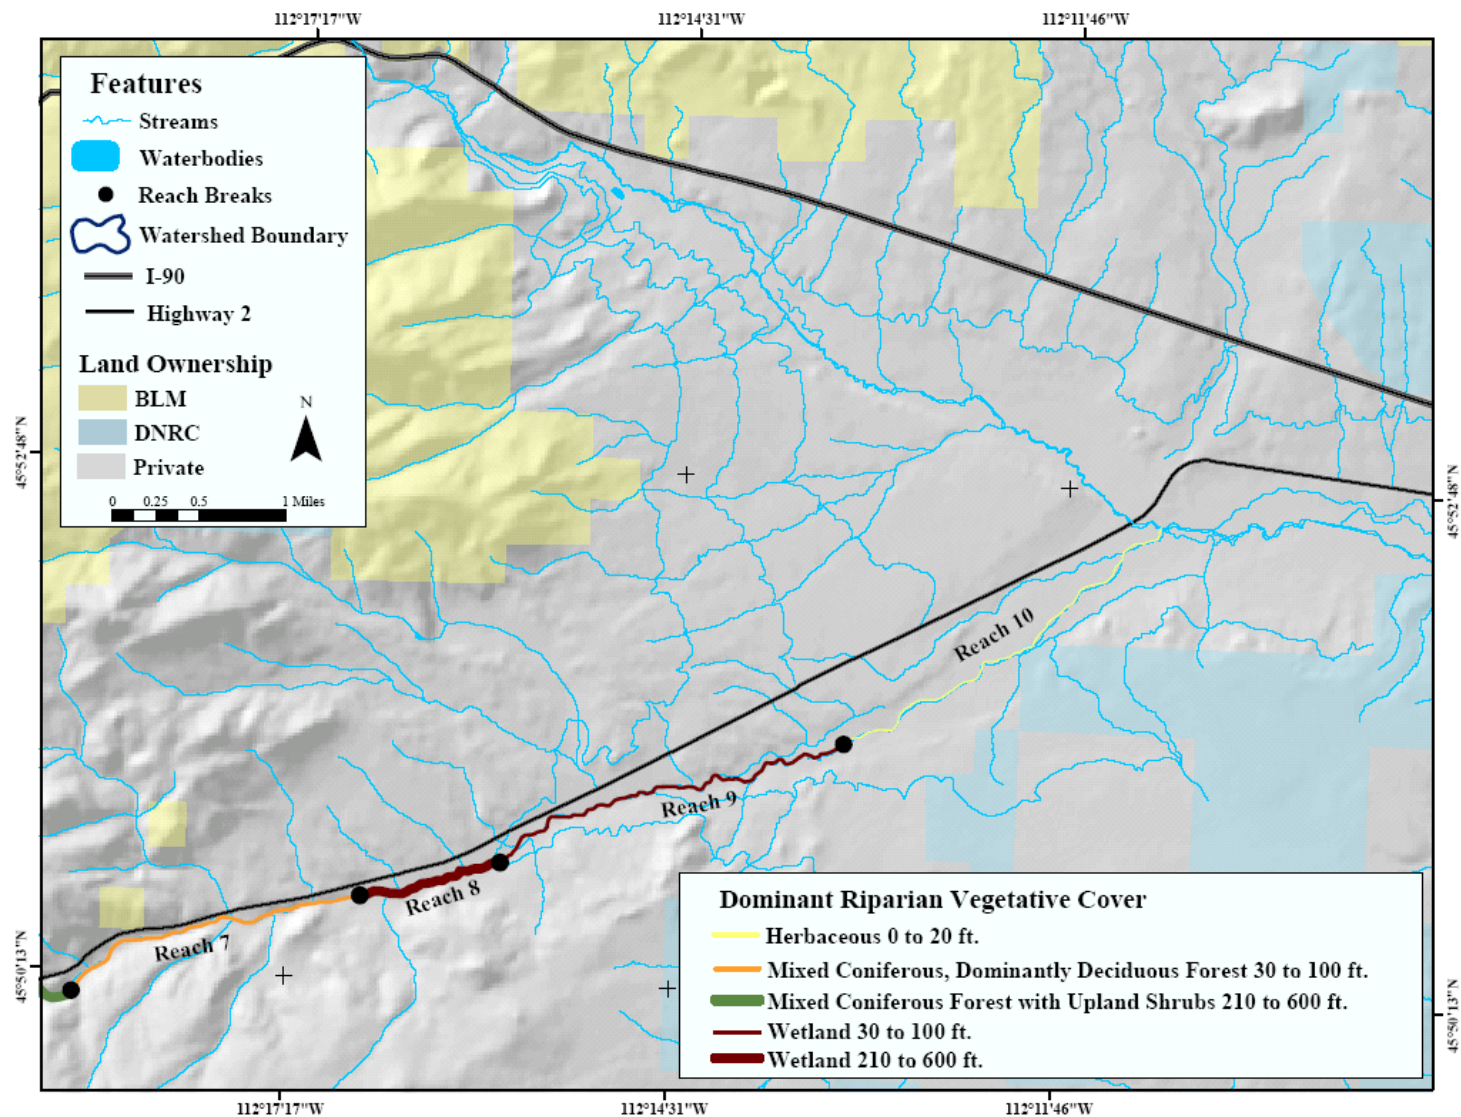 112°17'17"W 112°14'31"W 112°11'46"W
Features
Streams
Waterbodies
Reach Breaks
Watershed Boundary
I-90
Highway 2
Land Ownership
BLM
DNRC
Private
N
0 0.25 0.5 1 Miles
45°52'48"N
45°52'48"N
Reach 10
Reach 9
Reach 8
Reach 7
45°50'13"N
45°50'13"N
Dominant Riparian Vegetative Cover
Herbaceous 0 to 20 ft.
Mixed Coniferous, Dominantly Deciduous Forest 30 to 100 ft.
Mixed Coniferous Forest with Upland Shrubs 210 to 600 ft.
Wetland 30 to 100 ft.
Wetland 210 to 600 ft.
112°17'17"W 112°14'31"W 112°11'46"W